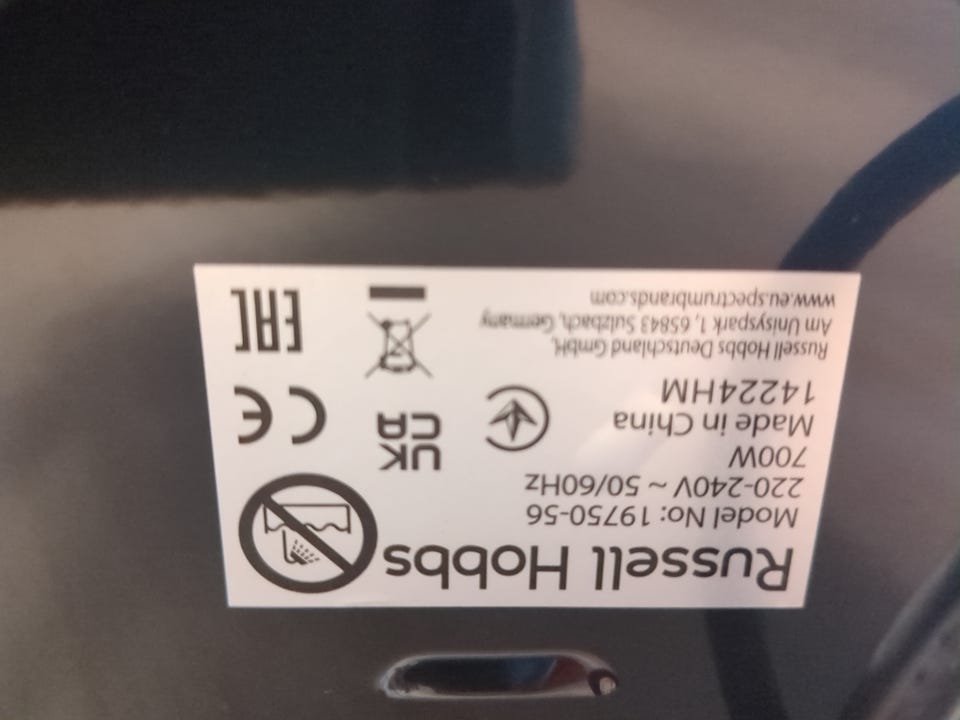 Russell Hobbs
Model No: 19750-56
220-240V ~ 50/60Hz
700W
Made in China
14224HM
Russell Hobbs Deutschland GmbH,
Am Unisyspark 1, 65843 Sulzbach, Germany
www.eu.spectrumbrands.com
UK
CA
CE
EAC